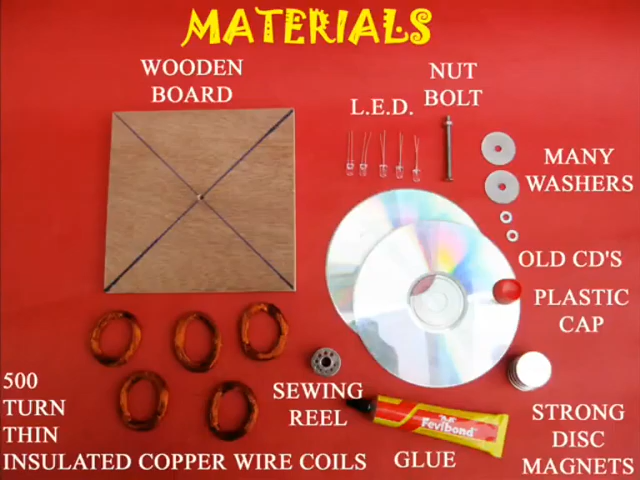 MATERIALS
WOODEN
BOARD
L.E.D.
NUT
BOLT
MANY
WASHERS
OLD CD'S
PLASTIC
CAP
500
TURN
THIN
INSULATED COPPER WIRE COILS
SEWING
REEL
Fevibond
GLUE
STRONG
DISC
MAGNETS